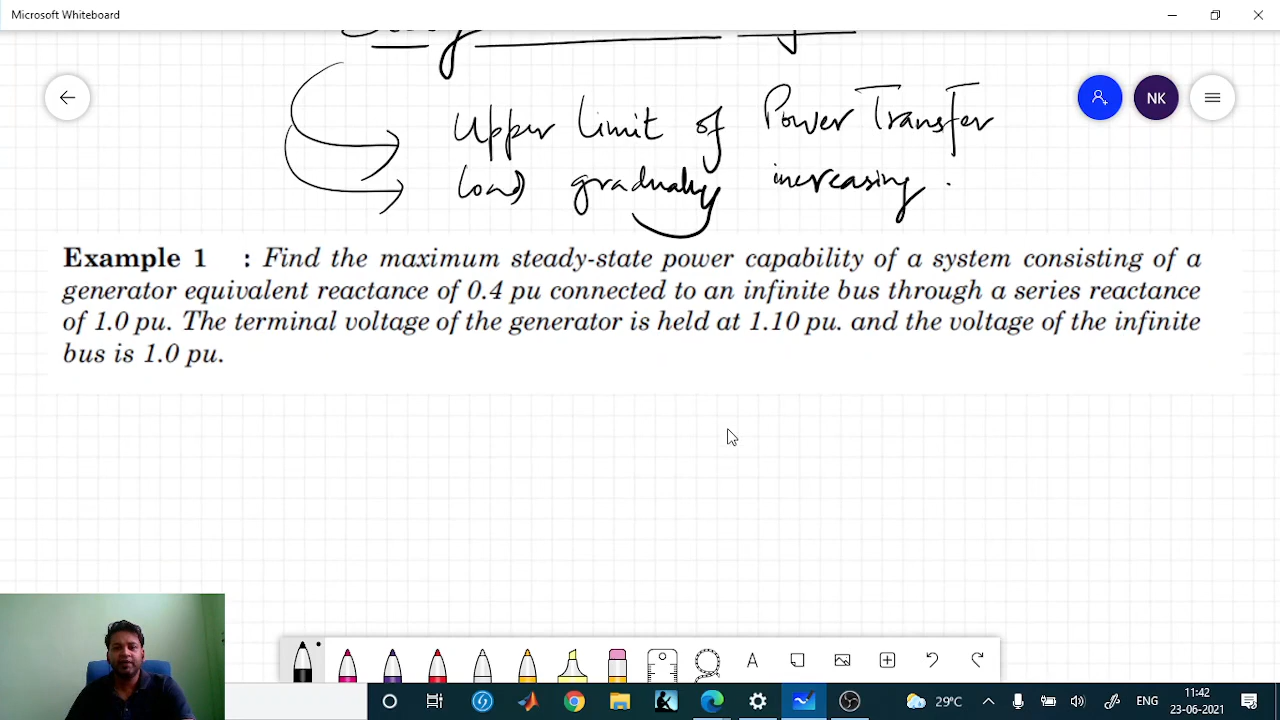 Microsoft Whiteboard
NK
Upper limit of Power Transfer
load gradually increasing.
Example 1 : Find the maximum steady-state power capability of a system consisting of a
generator equivalent reactance of 0.4 pu connected to an infinite bus through a series reactance
of 1.0 pu. The terminal voltage of the generator is held at 1.10 pu. and the voltage of the infinite
bus is 1.0 pu.
A
29°C
ENG
11:42
23-06-2021